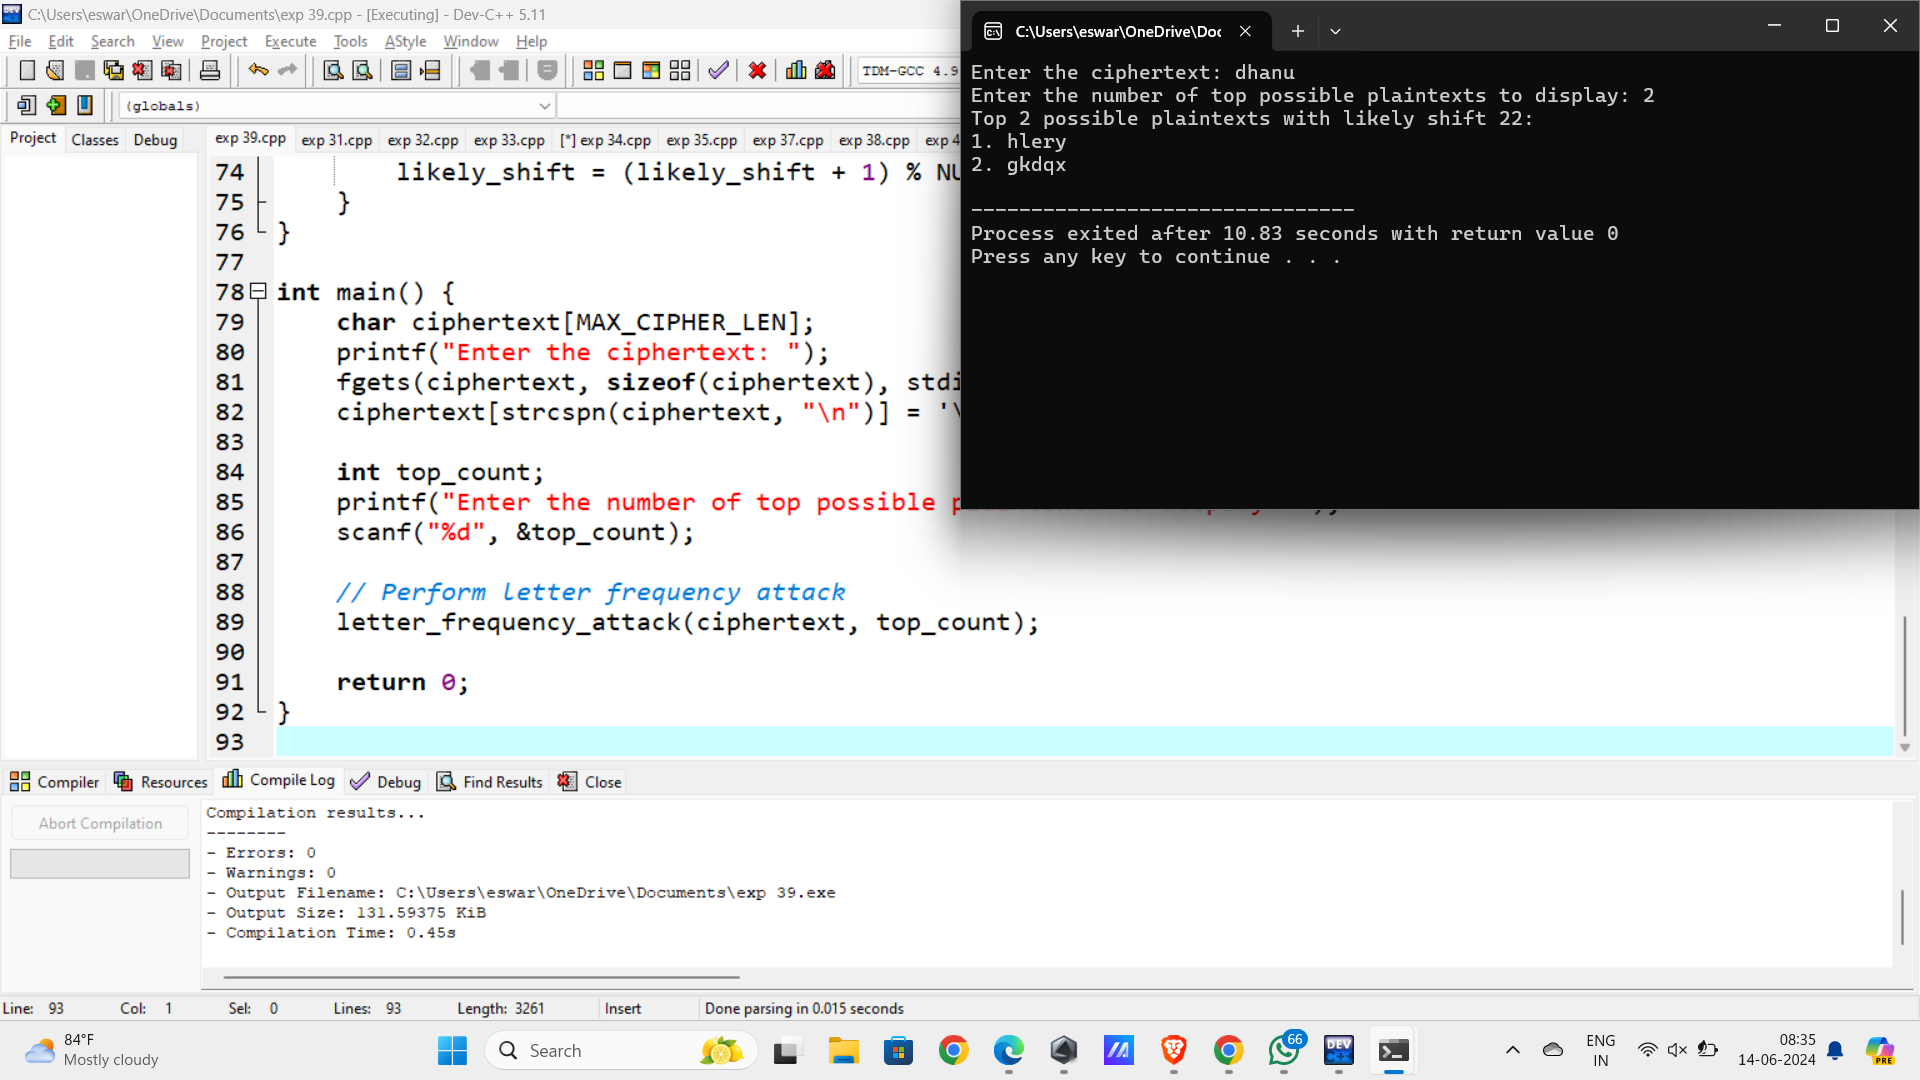 C:\Users\eswar\OneDrive\Documents\exp 39.cpp - [Executing] - Dev-C++ 5.11
File Edit Search View Project Execute Tools AStyle Window Help
TDM-GCC 4.9
(globals)
Project Classes Debug
exp 39.cpp exp 31.cpp exp 32.cpp exp 33.cpp [*] exp 34.cpp exp 35.cpp exp 37.cpp exp 38.cpp exp 4
74 likely_shift = (likely_shift + 1) % NU
75 }
76 }
77
78 int main() {
79 char ciphertext[MAX_CIPHER_LEN];
80 printf("Enter the ciphertext: ");
81 fgets(ciphertext, sizeof(ciphertext), stdi
82 ciphertext[strcspn(ciphertext, "\n")] = '\
83
84 int top_count;
85 printf("Enter the number of top possible
86 scanf("%d", &top_count);
87
88 // Perform letter frequency attack
89 letter_frequency_attack(ciphertext, top_count);
90
91 return 0;
92 }
93
C:\Users\eswar\OneDrive\Doc
Enter the ciphertext: dhanu
Enter the number of top possible plaintexts to display: 2
Top 2 possible plaintexts with likely shift 22:
1. hlery
2. gkdqx
--------------------------------
Process exited after 10.83 seconds with return value 0
Press any key to continue . . .
Compiler Resources Compile Log Debug Find Results Close
Abort Compilation
Compilation results...
--------
- Errors: 0
- Warnings: 0
- Output Filename: C:\Users\eswar\OneDrive\Documents\exp 39.exe
- Output Size: 131.59375 KiB
- Compilation Time: 0.45s
Line: 93 Col: 1 Sel: 0 Lines: 93 Length: 3261 Insert Done parsing in 0.015 seconds
84°F
Mostly cloudy
Search
66
DEV
C++
ENG
IN
08:35
14-06-2024
PRE